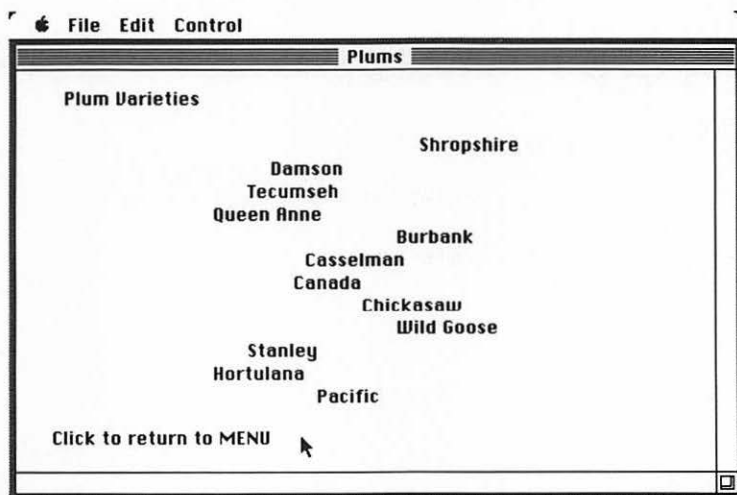 File Edit Control
Plums
Plum Varieties
Shropshire
Damson
Tecumseh
Queen Anne
Burbank
Casselman
Canada
Chickasaw
Wild Goose
Stanley
Hortulana
Pacific
Click to return to MENU